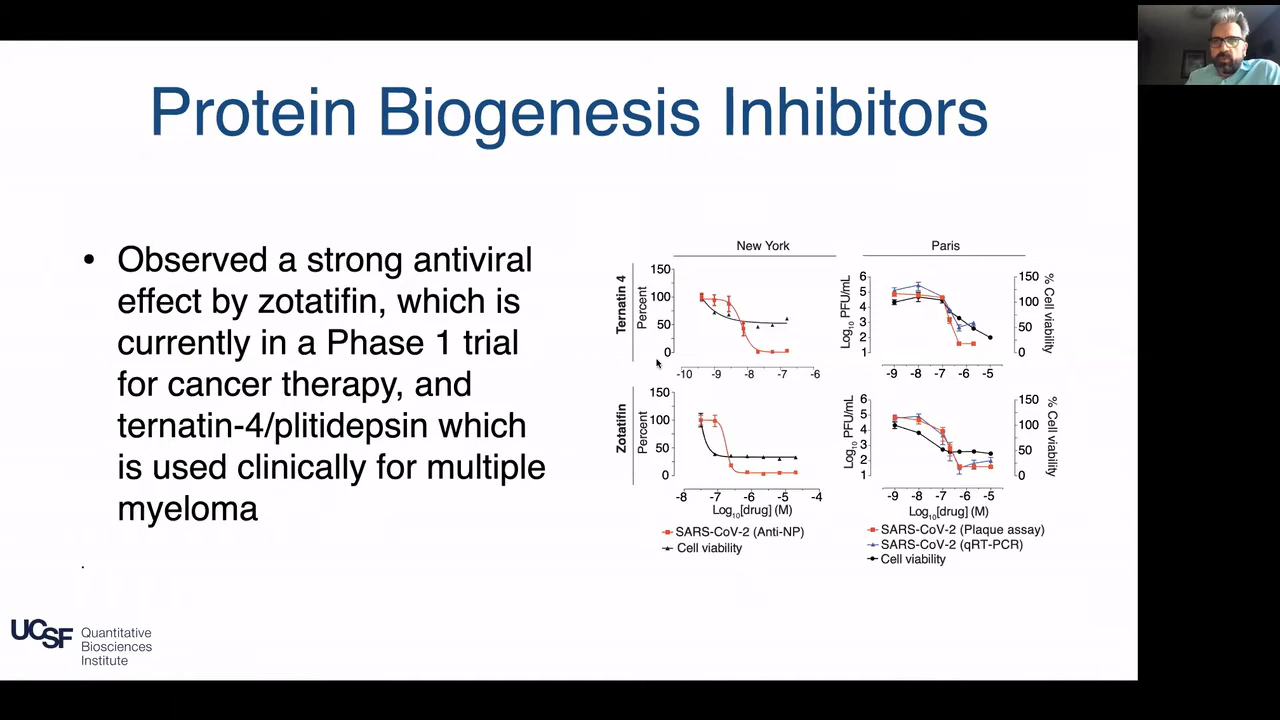 Protein Biogenesis Inhibitors
• Observed a strong antiviral
effect by zotatifin, which is
currently in a Phase 1 trial
for cancer therapy, and
ternatin-4/plitidepsin which
is used clinically for multiple
myeloma
.
New York
Paris
Ternatin 4
Percent
150
100
50
0
-10 -9 -8 -7 -6
Log10 PFU/mL
6
5
4
3
2
1
-9 -8 -7 -6 -5
150
100
50
0
% Cell viability
Zotatifin
Percent
150
100
50
0
-8 -7 -6 -5 -4
Log10[drug] (M)
Log10 PFU/mL
6
5
4
3
2
1
-9 -8 -7 -6 -5
Log10[drug] (M)
150
100
50
0
% Cell viability
SARS-CoV-2 (Anti-NP)
Cell viability
SARS-CoV-2 (Plaque assay)
SARS-CoV-2 (qRT-PCR)
Cell viability
UCSF
Quantitative
Biosciences
Institute